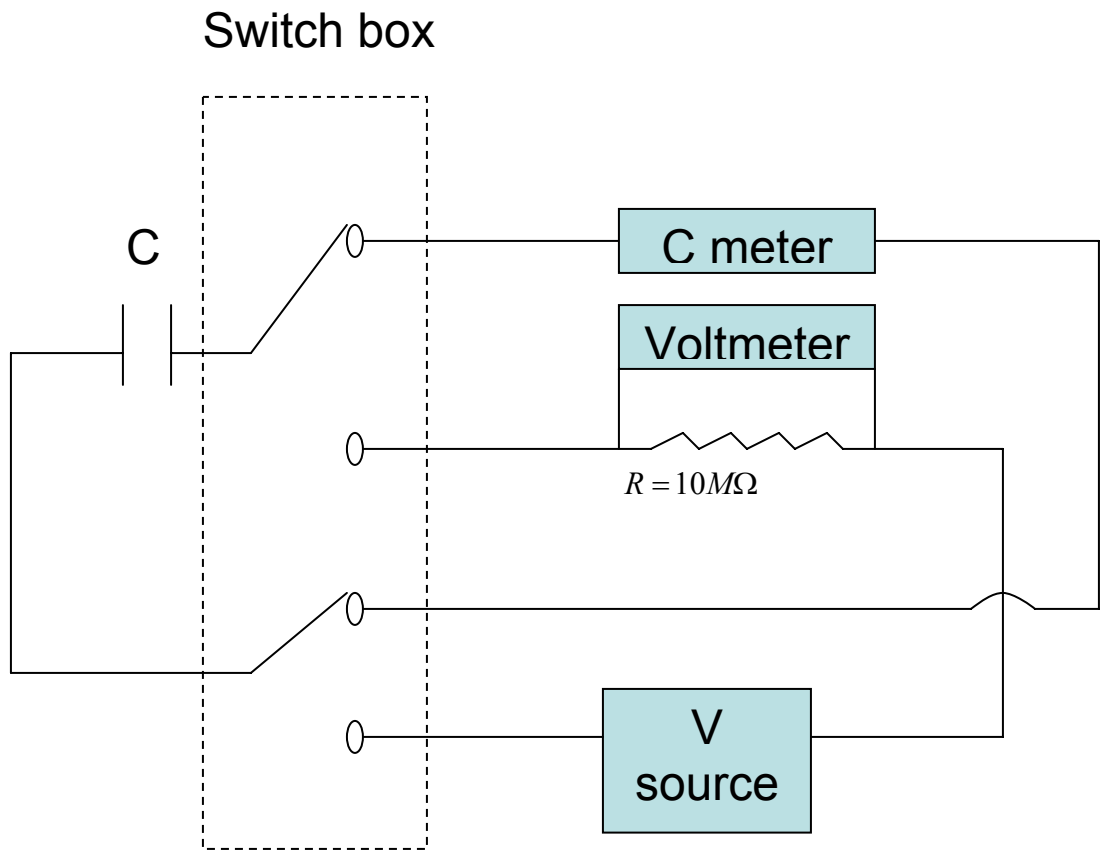 Switch box
C
C meter
Voltmeter
R = 10MΩ
V
source